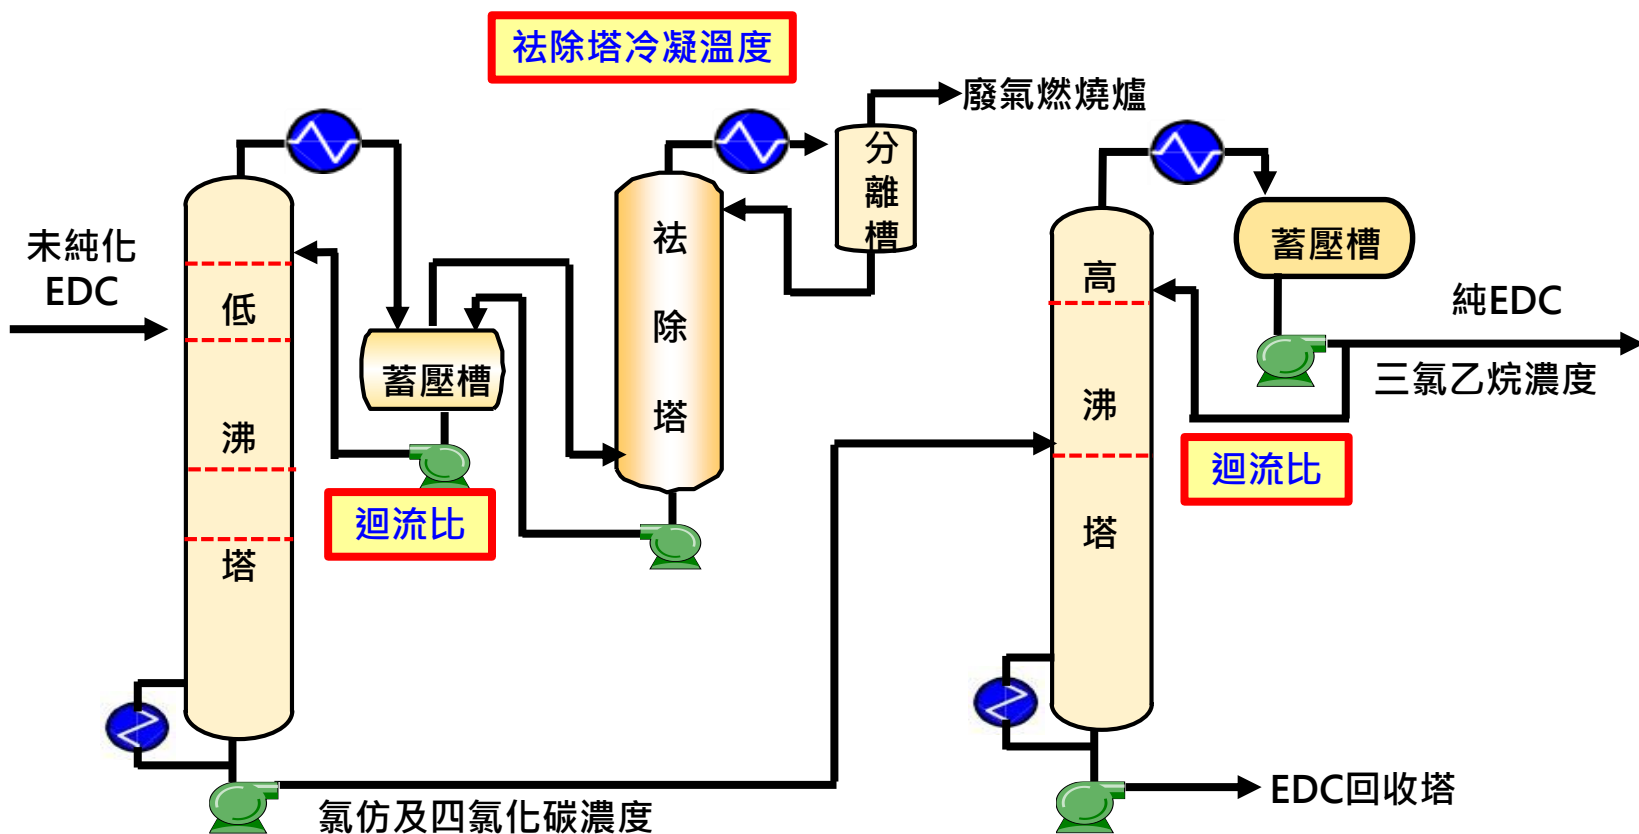 祛除塔冷凝溫度
廢氣燃燒爐
分離槽
未純化
EDC
低沸塔
蓄壓槽
迴流比
祛除塔
高沸塔
蓄壓槽
純EDC
三氯乙烷濃度
迴流比
氯仿及四氯化碳濃度
EDC回收塔